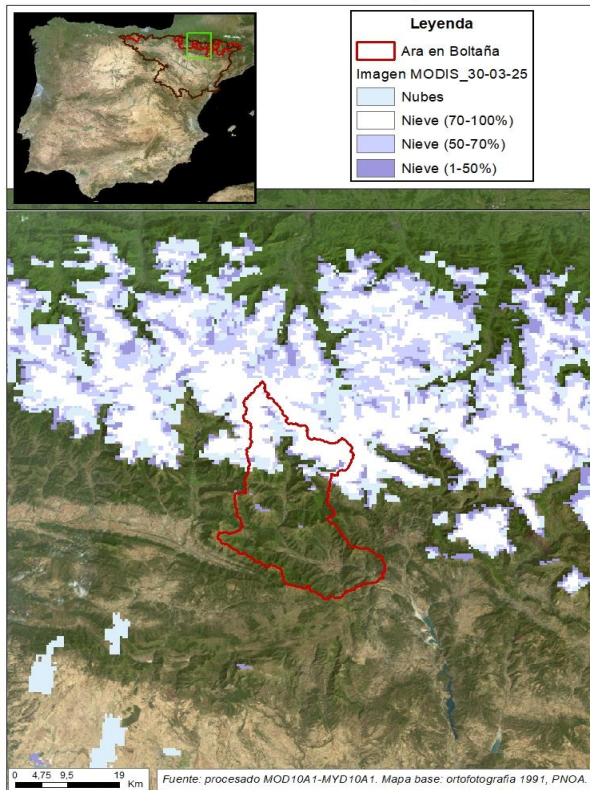 Leyenda
Ara en Boltaña
Imagen MODIS_30-03-25
Nubes
Nieve (70-100%)
Nieve (50-70%)
Nieve (1-50%)
0 4,75 9,5 19
Km
Fuente: procesado MOD10A1-MYD10A1. Mapa base: ortofotografia 1991, PNOA.